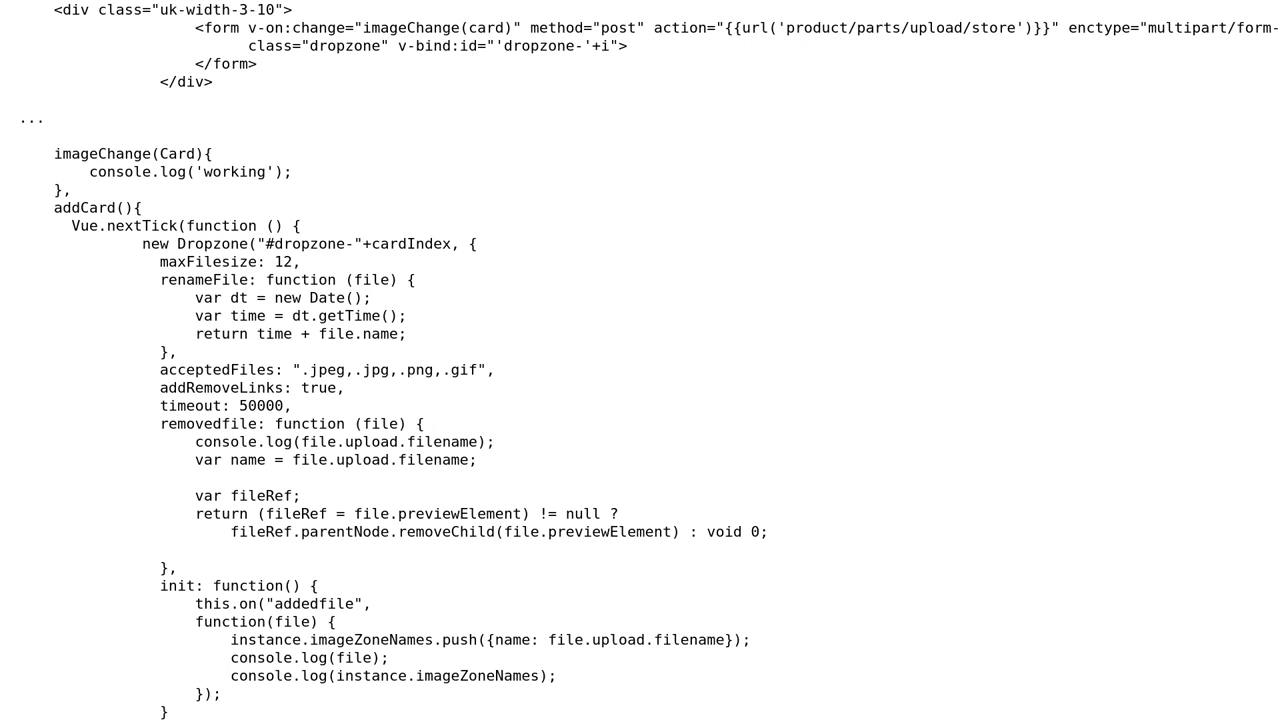 <div class="uk-width-3-10">
                <form v-on:change="imageChange(card)" method="post" action="{{url('product/parts/upload/store')}}" enctype="multipart/form-
                      class="dropzone" v-bind:id="'dropzone-'+i">
                </form>
            </div>

...

    imageChange(Card){
        console.log('working');
    },
    addCard(){
      Vue.nextTick(function () {
              new Dropzone("#dropzone-"+cardIndex, {
                maxFilesize: 12,
                renameFile: function (file) {
                    var dt = new Date();
                    var time = dt.getTime();
                    return time + file.name;
                },
                acceptedFiles: ".jpeg,.jpg,.png,.gif",
                addRemoveLinks: true,
                timeout: 50000,
                removedfile: function (file) {
                    console.log(file.upload.filename);
                    var name = file.upload.filename;

                    var fileRef;
                    return (fileRef = file.previewElement) != null ?
                        fileRef.parentNode.removeChild(file.previewElement) : void 0;

                },
                init: function() {
                    this.on("addedfile",
                    function(file) {
                        instance.imageZoneNames.push({name: file.upload.filename});
                        console.log(file);
                        console.log(instance.imageZoneNames);
                    });
                }